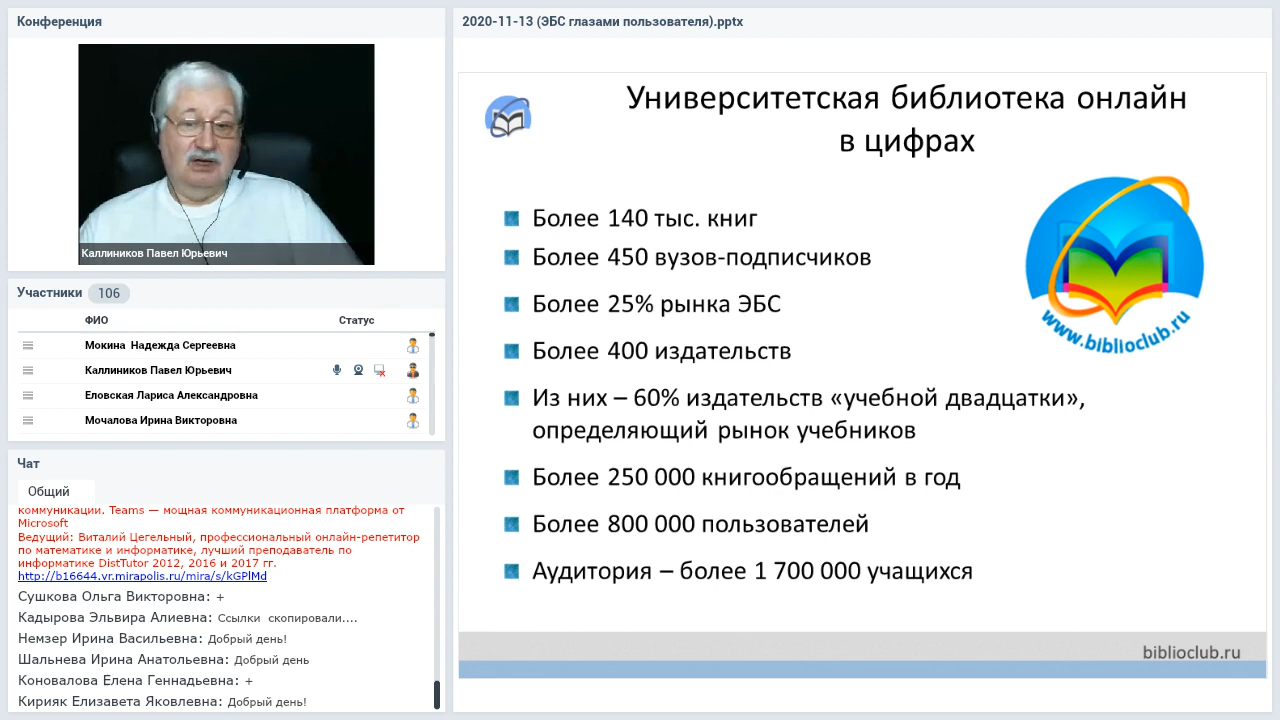 Конференция
Каллиников Павел Юрьевич
Участники 106
ФИО Статус
Мокина Надежда Сергеевна
Каллиников Павел Юрьевич
Еловская Лариса Александровна
Мочалова Ирина Викторовна
Чат
Общий
коммуникации. Teams — мощная коммуникационная платформа от
Microsoft
Ведущий: Виталий Цегельный, профессиональный онлайн-репетитор
по математике и информатике, лучший преподаватель по
информатике DistTutor 2012, 2016 и 2017 гг.
http://b16644.vr.mirapolis.ru/mira/s/kGPlMd
Сушкова Ольга Викторовна: +
Кадырова Эльвира Алиевна: Ссылки скопировали....
Немзер Ирина Васильевна: Добрый день!
Шальнева Ирина Анатольевна: Добрый день
Коновалова Елена Геннадьевна: +
Кирияк Елизавета Яковлевна: Добрый день!
2020-11-13 (ЭБС глазами пользователя).pptx
Университетская библиотека онлайн
в цифрах
www.biblioclub.ru
Более 140 тыс. книг
Более 450 вузов-подписчиков
Более 25% рынка ЭБС
Более 400 издательств
Из них – 60% издательств «учебной двадцатки»,
определяющий рынок учебников
Более 250 000 книгообращений в год
Более 800 000 пользователей
Аудитория – более 1 700 000 учащихся
biblioclub.ru